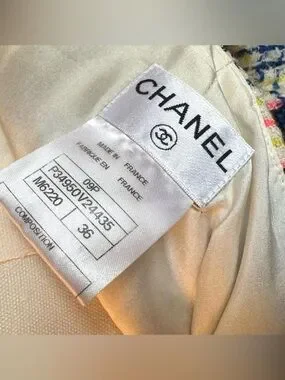 CHANEL
MADE IN FRANCE
FABRIQUE EN FRANCE
09P
P34950V24435
M6220 36
COMPOSITION